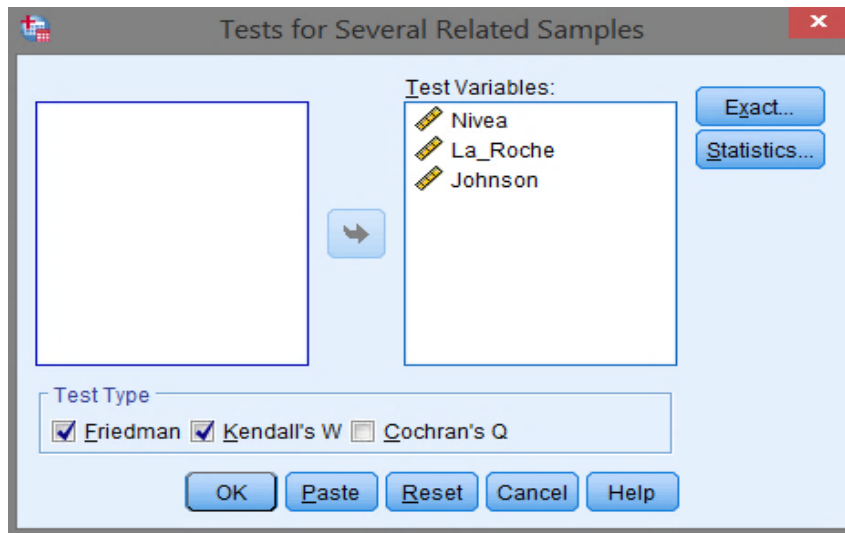 Tests for Several Related Samples
Test Variables:
Nivea
La_Roche
Johnson
Exact...
Statistics...
Test Type
Friedman Kendall's W Cochran's Q
OK Paste Reset Cancel Help